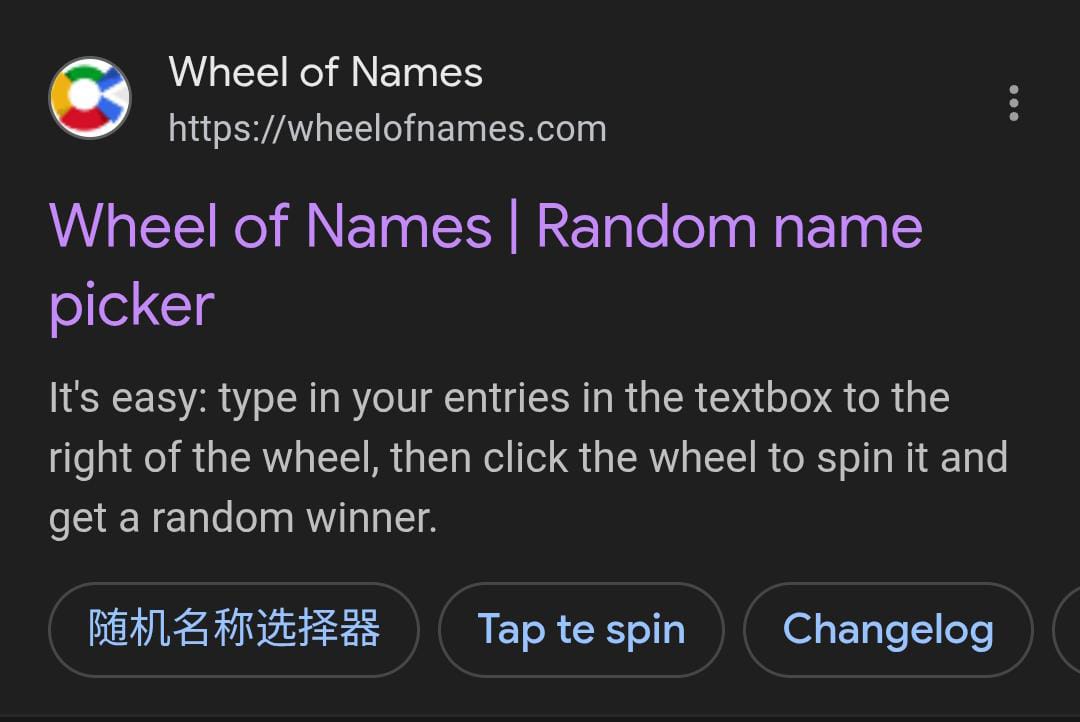 Wheel of Names
https://wheelofnames.com
Wheel of Names | Random name
picker
It's easy: type in your entries in the textbox to the
right of the wheel, then click the wheel to spin it and
get a random winner.
随机名称选择器
Tap te spin
Changelog